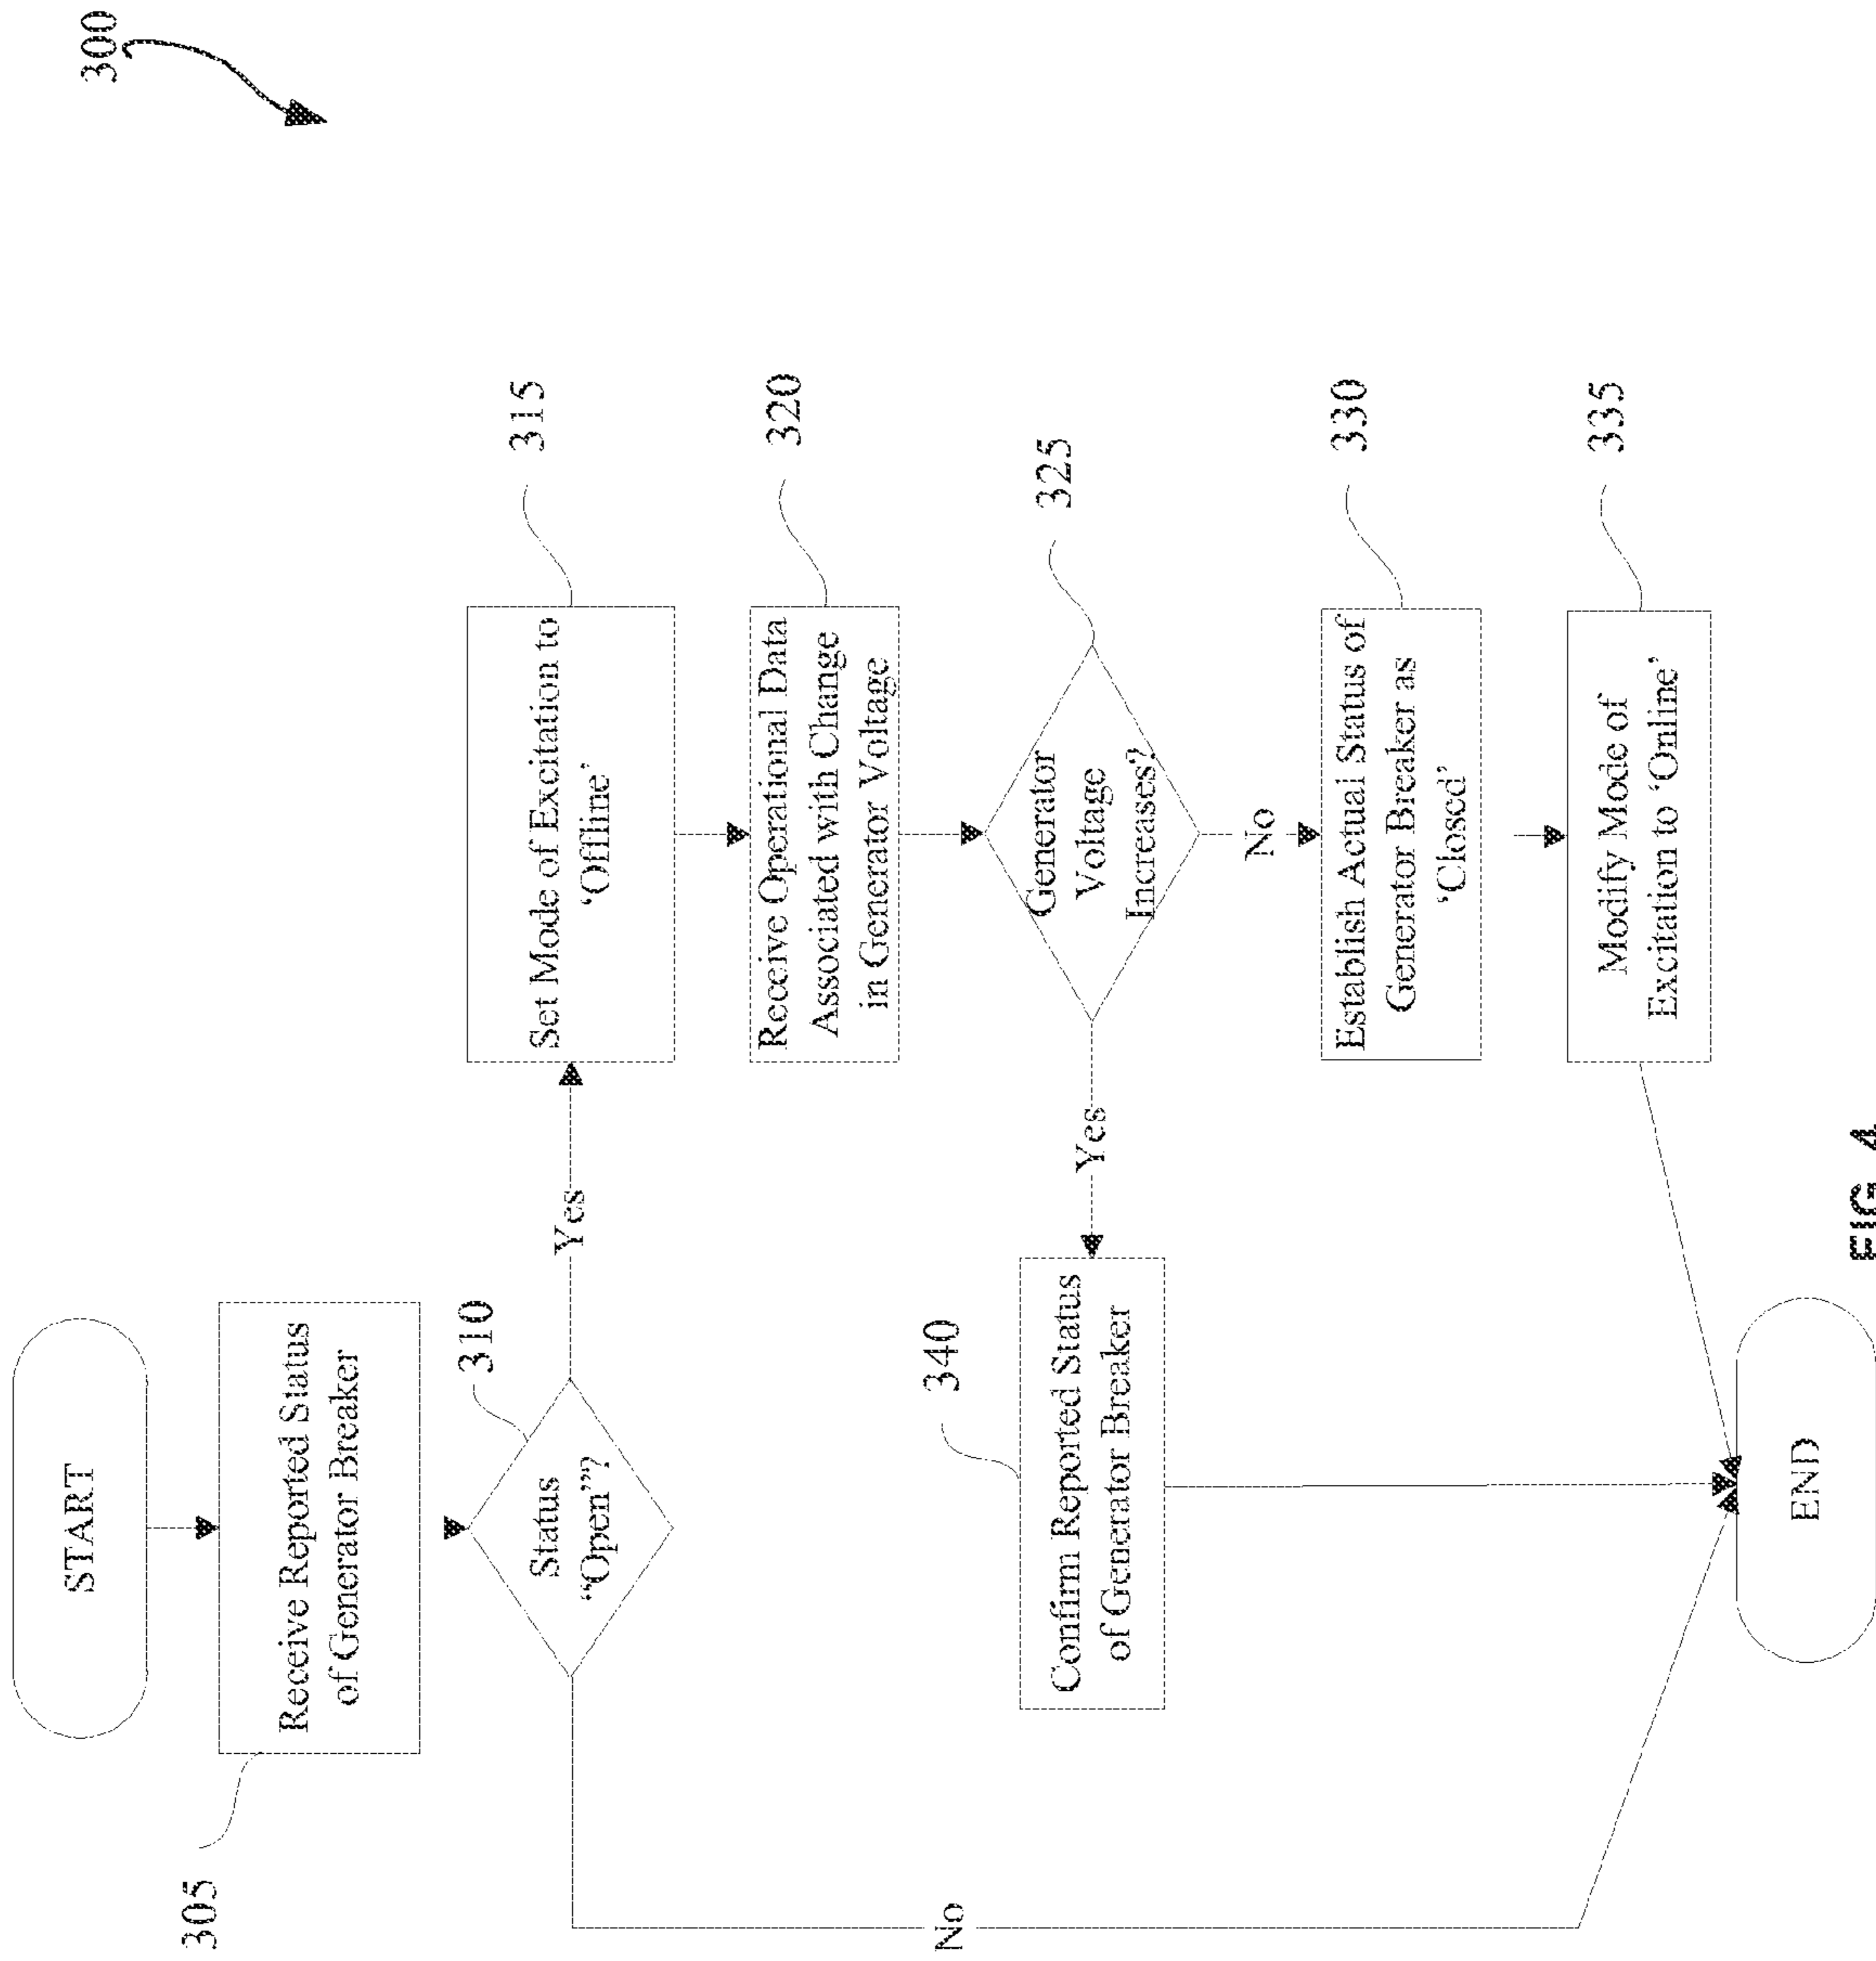 300
START
305
Receive Reported Status
of Generator Breaker
310
Status
“Open”?
Yes
No
Set Mode of Excitation to
‘Offline’
315
Receive Operational Data
Associated with Change
in Generator Voltage
320
Generator
Voltage
Increases?
325
Yes
No
340
Confirm Reported Status
of Generator Breaker
Establish Actual Status of
Generator Breaker as
‘Closed’
330
Modify Mode of
Excitation to ‘Online’
335
END
FIG. 4